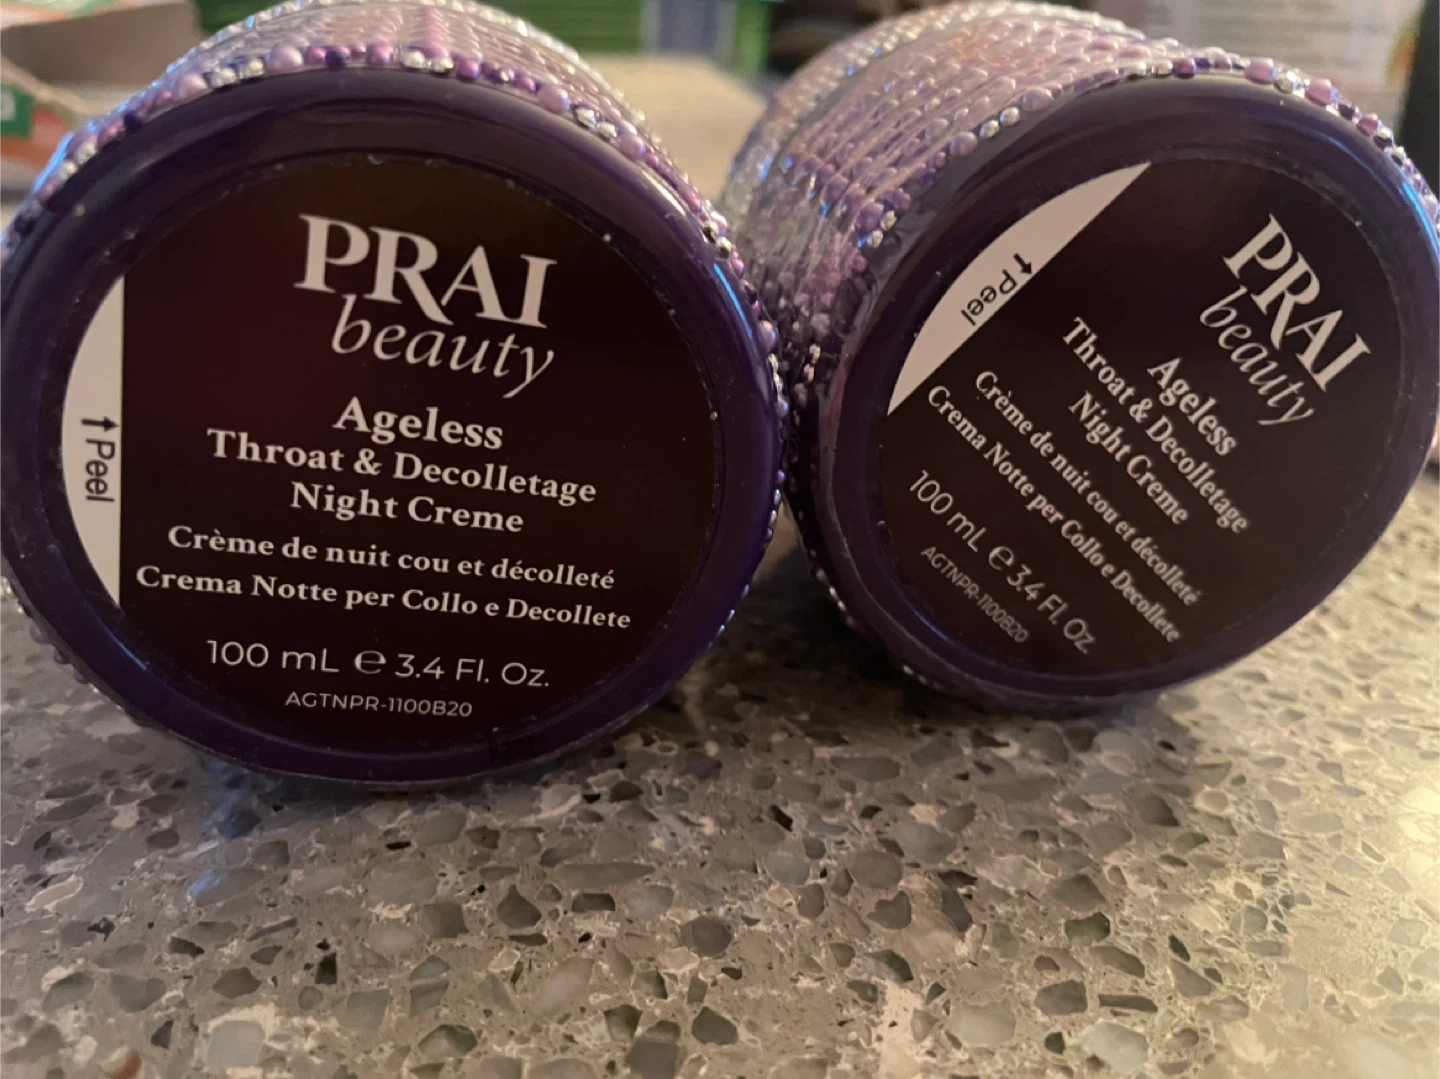 PRAI
beauty
Ageless
Throat & Decolletage
Night Creme
Crème de nuit cou et décolleté
Crema Notte per Collo e Decollete
100 mL ℮ 3.4 Fl. Oz.
AGTNPR-1100B20
↑Peel
PRAI
beauty
Ageless
Throat & Decolletage
Night Creme
Crème de nuit cou et décolleté
Crema Notte per Collo e Decollete
100 mL ℮ 3.4 Fl. Oz
AGTNPR-1100B20
↑Peel